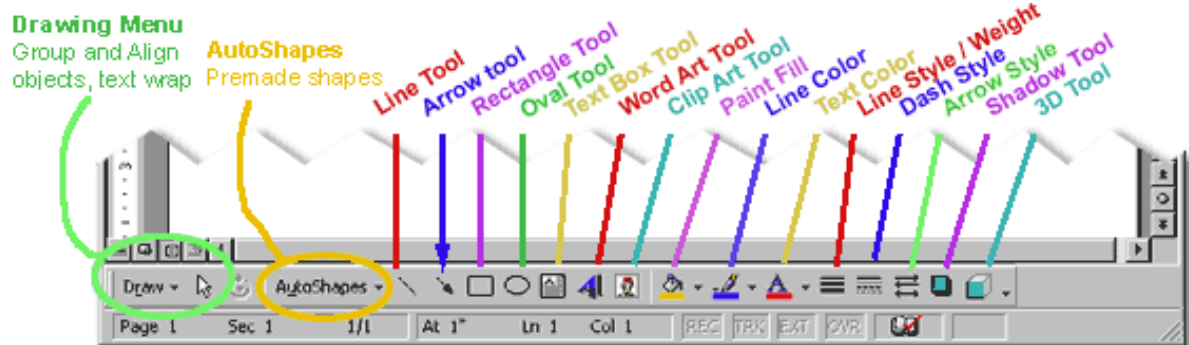 Drawing Menu
Group and Align
objects, text wrap
AutoShapes
Premade shapes
Line Tool
Arrow tool
Rectangle Tool
Oval Tool
Text Box Tool
Word Art Tool
Clip Art Tool
Paint Fill
Line Color
Text Color
Line Style / Weight
Dash Style
Arrow Style
Shadow Tool
3D Tool
Draw AutoShapes
Page 1 Sec 1 1/1 At 1" Ln 1 Col 1 REC TRK EXT OVR